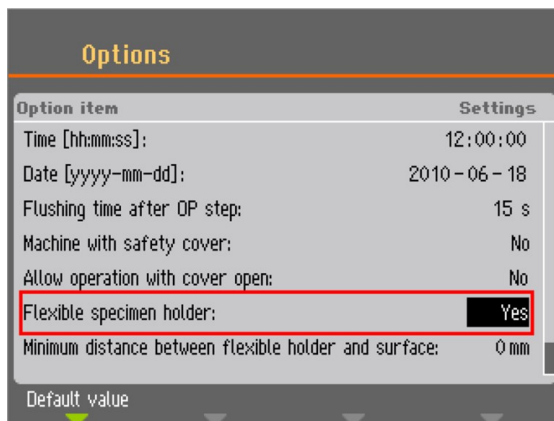 Options
Option item Settings
Time [hh:mm:ss]: 12:00:00
Date [yyyy-mm-dd]: 2010-06-18
Flushing time after OP step: 15 s
Machine with safety cover: No
Allow operation with cover open: No
Flexible specimen holder: Yes
Minimum distance between flexible holder and surface: 0 mm
Default value